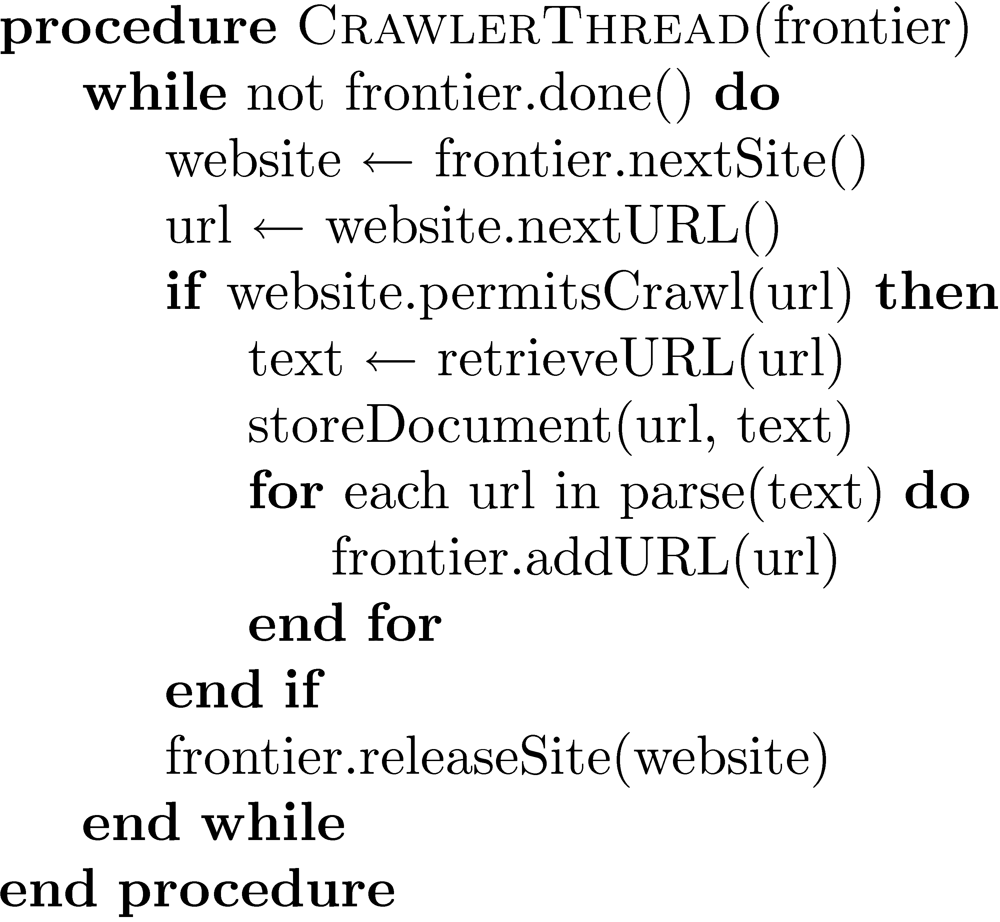 procedure CrawlerThread(frontier)
while not frontier.done() do
website ← frontier.nextSite()
url ← website.nextURL()
if website.permitsCrawl(url) then
text ← retrieveURL(url)
storeDocument(url, text)
for each url in parse(text) do
frontier.addURL(url)
end for
end if
frontier.releaseSite(website)
end while
end procedure